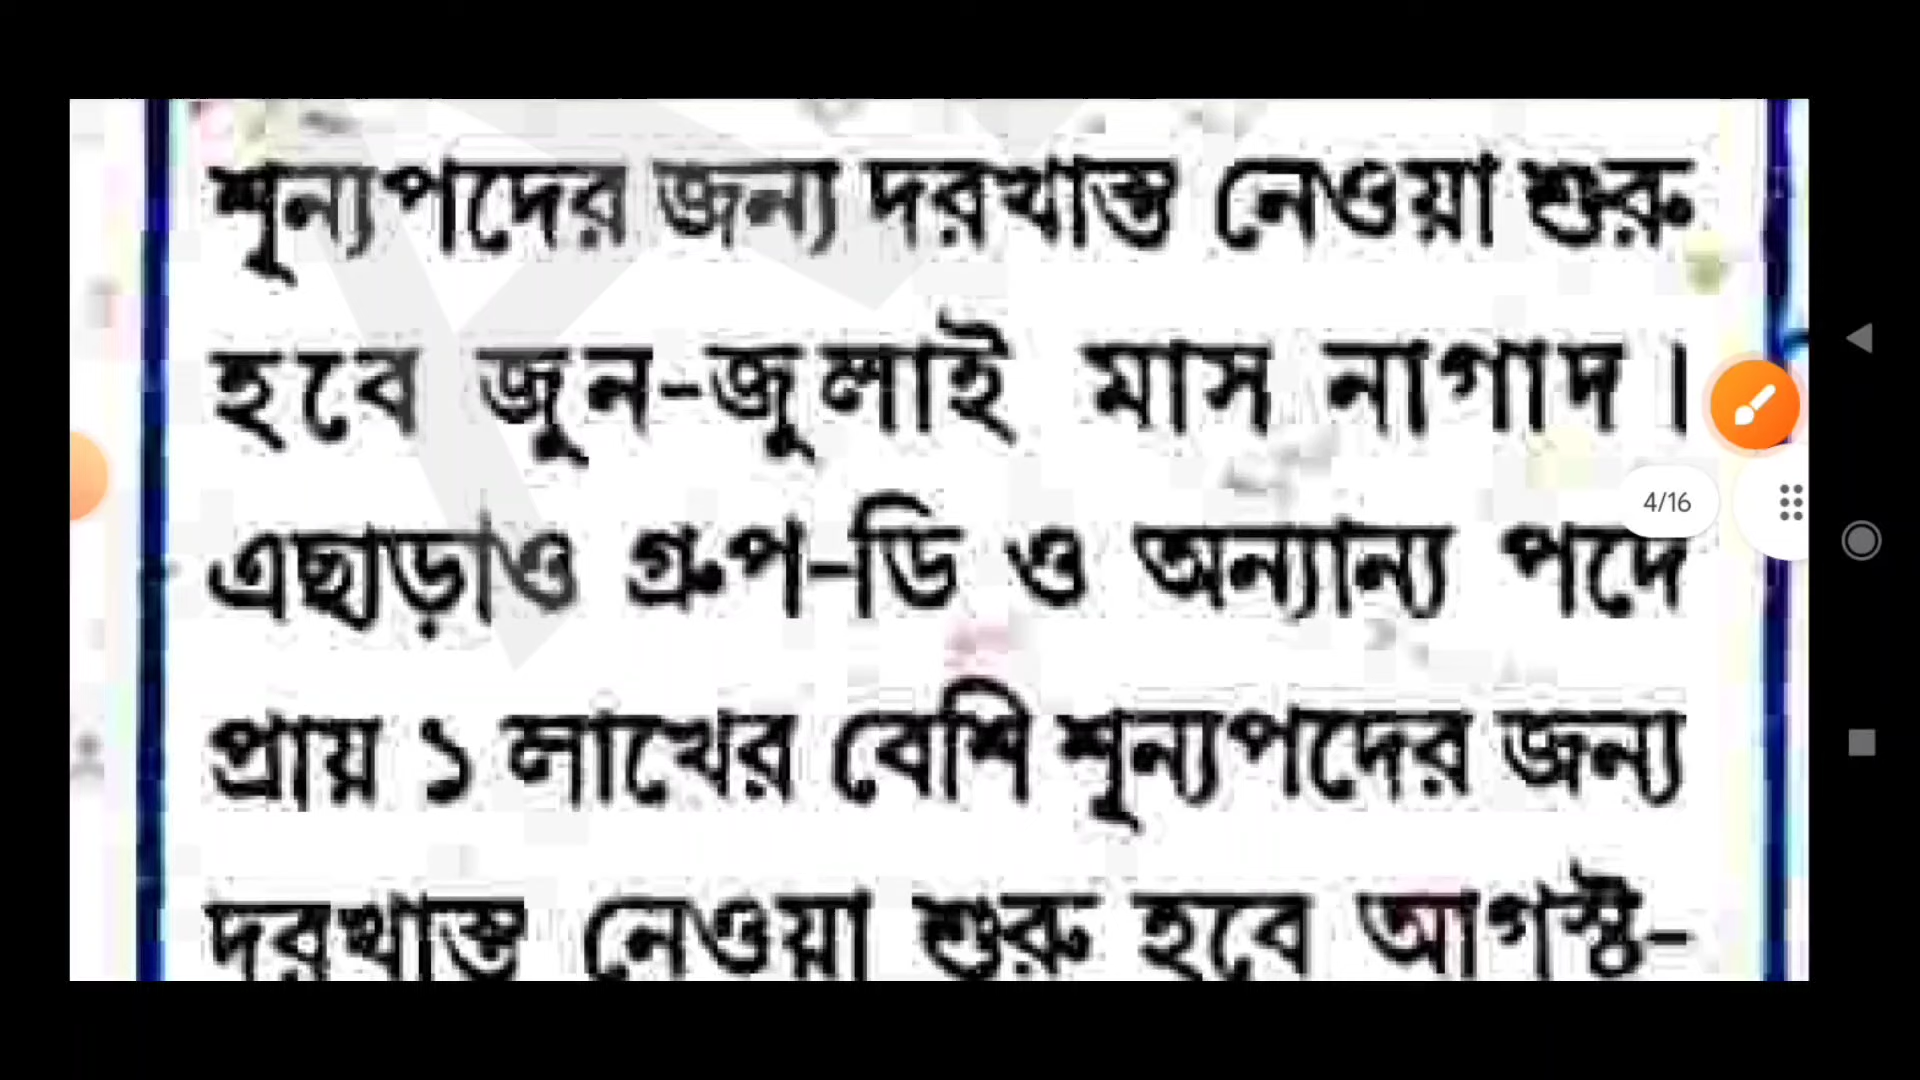 শূন্যপদের জন্য দরখাস্ত নেওয়া শুরু
হবে জুন-জুলাই মাস নাগাদ।
4/16
এছাড়াও গ্রুপ-ডি ও অন্যান্য পদে
প্রায় ১ লাখের বেশি শূন্যপদের জন্য
দরখাস্ত নেওয়া শুরু হবে আগস্ট-